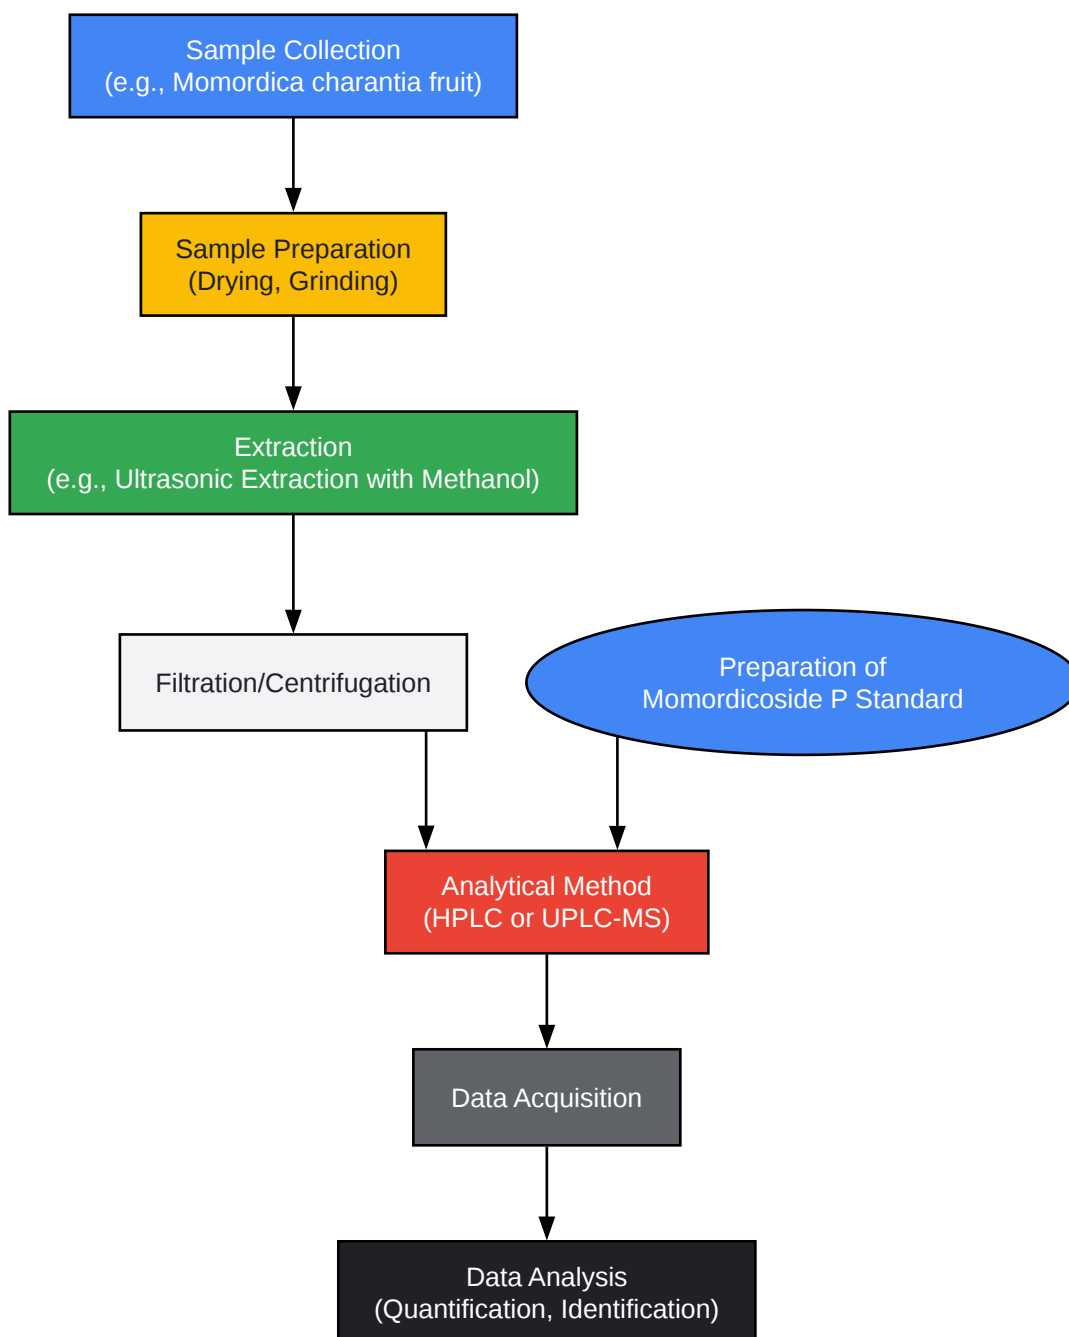 Sample Collection
(e.g., Momordica charantia fruit)
Sample Preparation
(Drying, Grinding)
Extraction
(e.g., Ultrasonic Extraction with Methanol)
Filtration/Centrifugation
Preparation of
Momordicoside P Standard
Analytical Method
(HPLC or UPLC-MS)
Data Acquisition
Data Analysis
(Quantification, Identification)